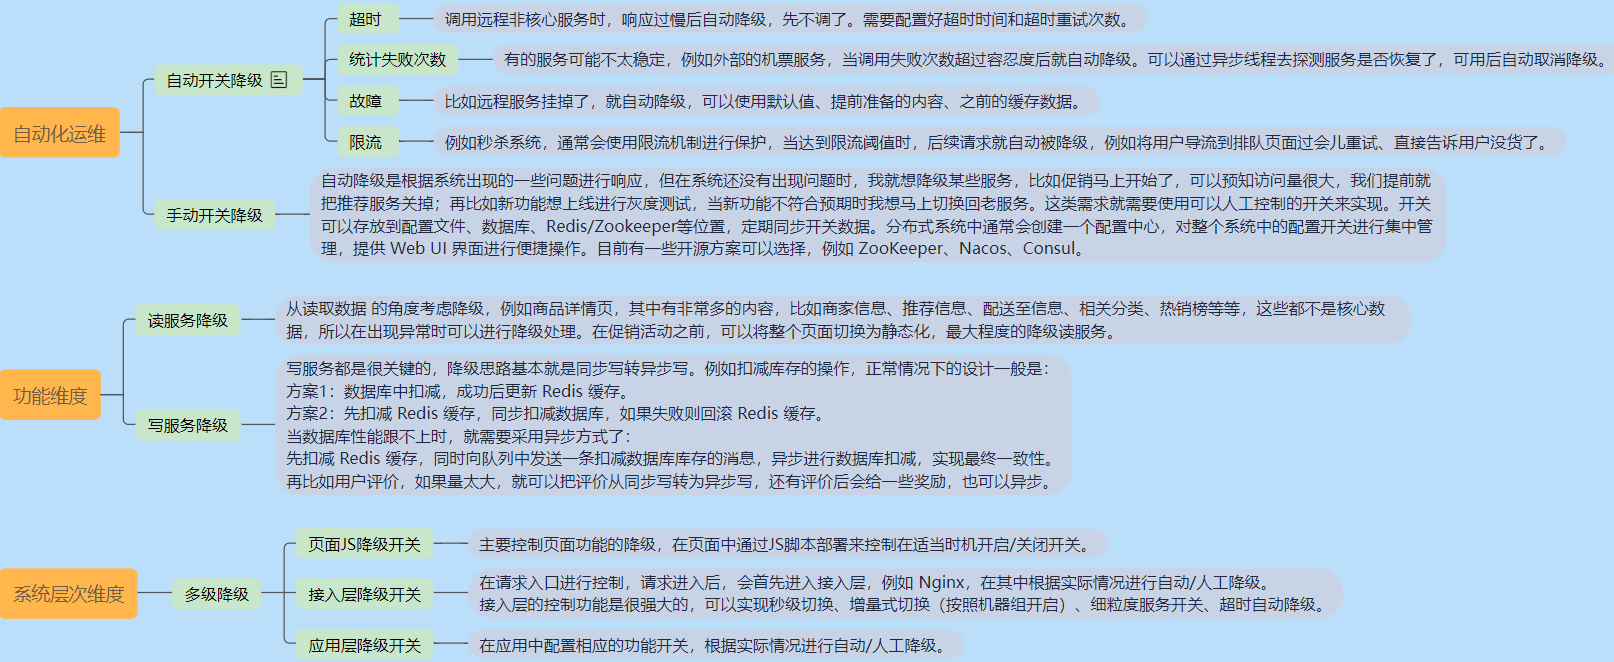 自动化运维
自动开关降级
超时
调用远程非核心服务时，响应过慢后自动降级，先不调了。需要配置好超时时间和超时重试次数。
统计失败次数
有的服务可能不太稳定，例如外部的机票服务，当调用失败次数超过容忍度后就自动降级。可以通过异步线程去探测服务是否恢复了，可用后自动取消降级。
故障
比如远程服务挂掉了，就自动降级，可以使用默认值、提前准备的内容、之前的缓存数据。
限流
例如秒杀系统，通常会使用限流机制进行保护，当达到限流阈值时，后续请求就自动被降级，例如将用户导流到排队页面过会儿重试、直接告诉用户没货了。
手动开关降级
自动降级是根据系统出现的一些问题进行响应，但在系统还没有出现问题时，我就想降级某些服务，比如促销马上开始了，可以预知访问量很大，我们提前就
把推荐服务关掉；再比如新功能想上线进行灰度测试，当新功能不符合预期时我想马上切换回老服务。这类需求就需要使用可以人工控制的开关来实现。开关
可以存放到配置文件、数据库、Redis/Zookeeper等位置，定期同步开关数据。分布式系统中通常会创建一个配置中心，对整个系统中的配置开关进行集中管
理，提供 Web UI 界面进行便捷操作。目前有一些开源方案可以选择，例如 ZooKeeper、Nacos、Consul。
功能维度
读服务降级
从读取数据 的角度考虑降级，例如商品详情页，其中有非常多的内容，比如商家信息、推荐信息、配送至信息、相关分类、热销榜等等，这些都不是核心数
据，所以在出现异常时可以进行降级处理。在促销活动之前，可以将整个页面切换为静态化，最大程度的降级读服务。
写服务降级
写服务都是很关键的，降级思路基本就是同步写转异步写。例如扣减库存的操作，正常情况下的设计一般是：
方案1：数据库中扣减，成功后更新 Redis 缓存。
方案2：先扣减 Redis 缓存，同步扣减数据库，如果失败则回滚 Redis 缓存。
当数据库性能跟不上时，就需要采用异步方式了：
先扣减 Redis 缓存，同时向队列中发送一条扣减数据库库存的消息，异步进行数据库扣减，实现最终一致性。
再比如用户评价，如果量太大，就可以把评价从同步写转为异步写，还有评价后会给一些奖励，也可以异步。
系统层次维度
多级降级
页面JS降级开关
主要控制页面功能的降级，在页面中通过JS脚本部署来控制在适当时机开启/关闭开关。
接入层降级开关
在请求入口进行控制，请求进入后，会首先进入接入层，例如 Nginx，在其中根据实际情况进行自动/人工降级。
接入层的控制功能是很强大的，可以实现秒级切换、增量式切换（按照机器组开启）、细粒度服务开关、超时自动降级。
应用层降级开关
在应用中配置相应的功能开关，根据实际情况进行自动/人工降级。